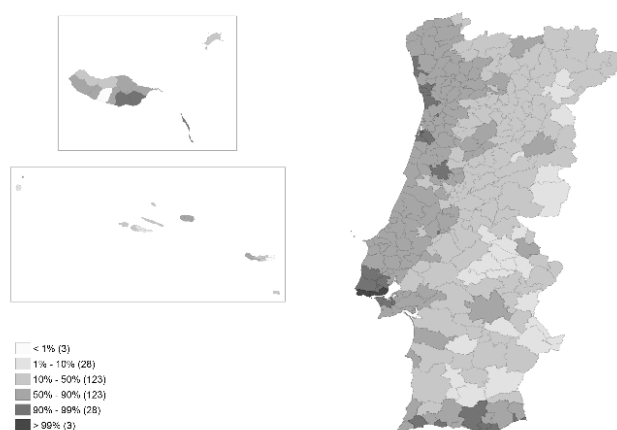 < 1% (3)
1% - 10% (28)
10% - 50% (123)
50% - 90% (123)
90% - 99% (28)
> 99% (3)